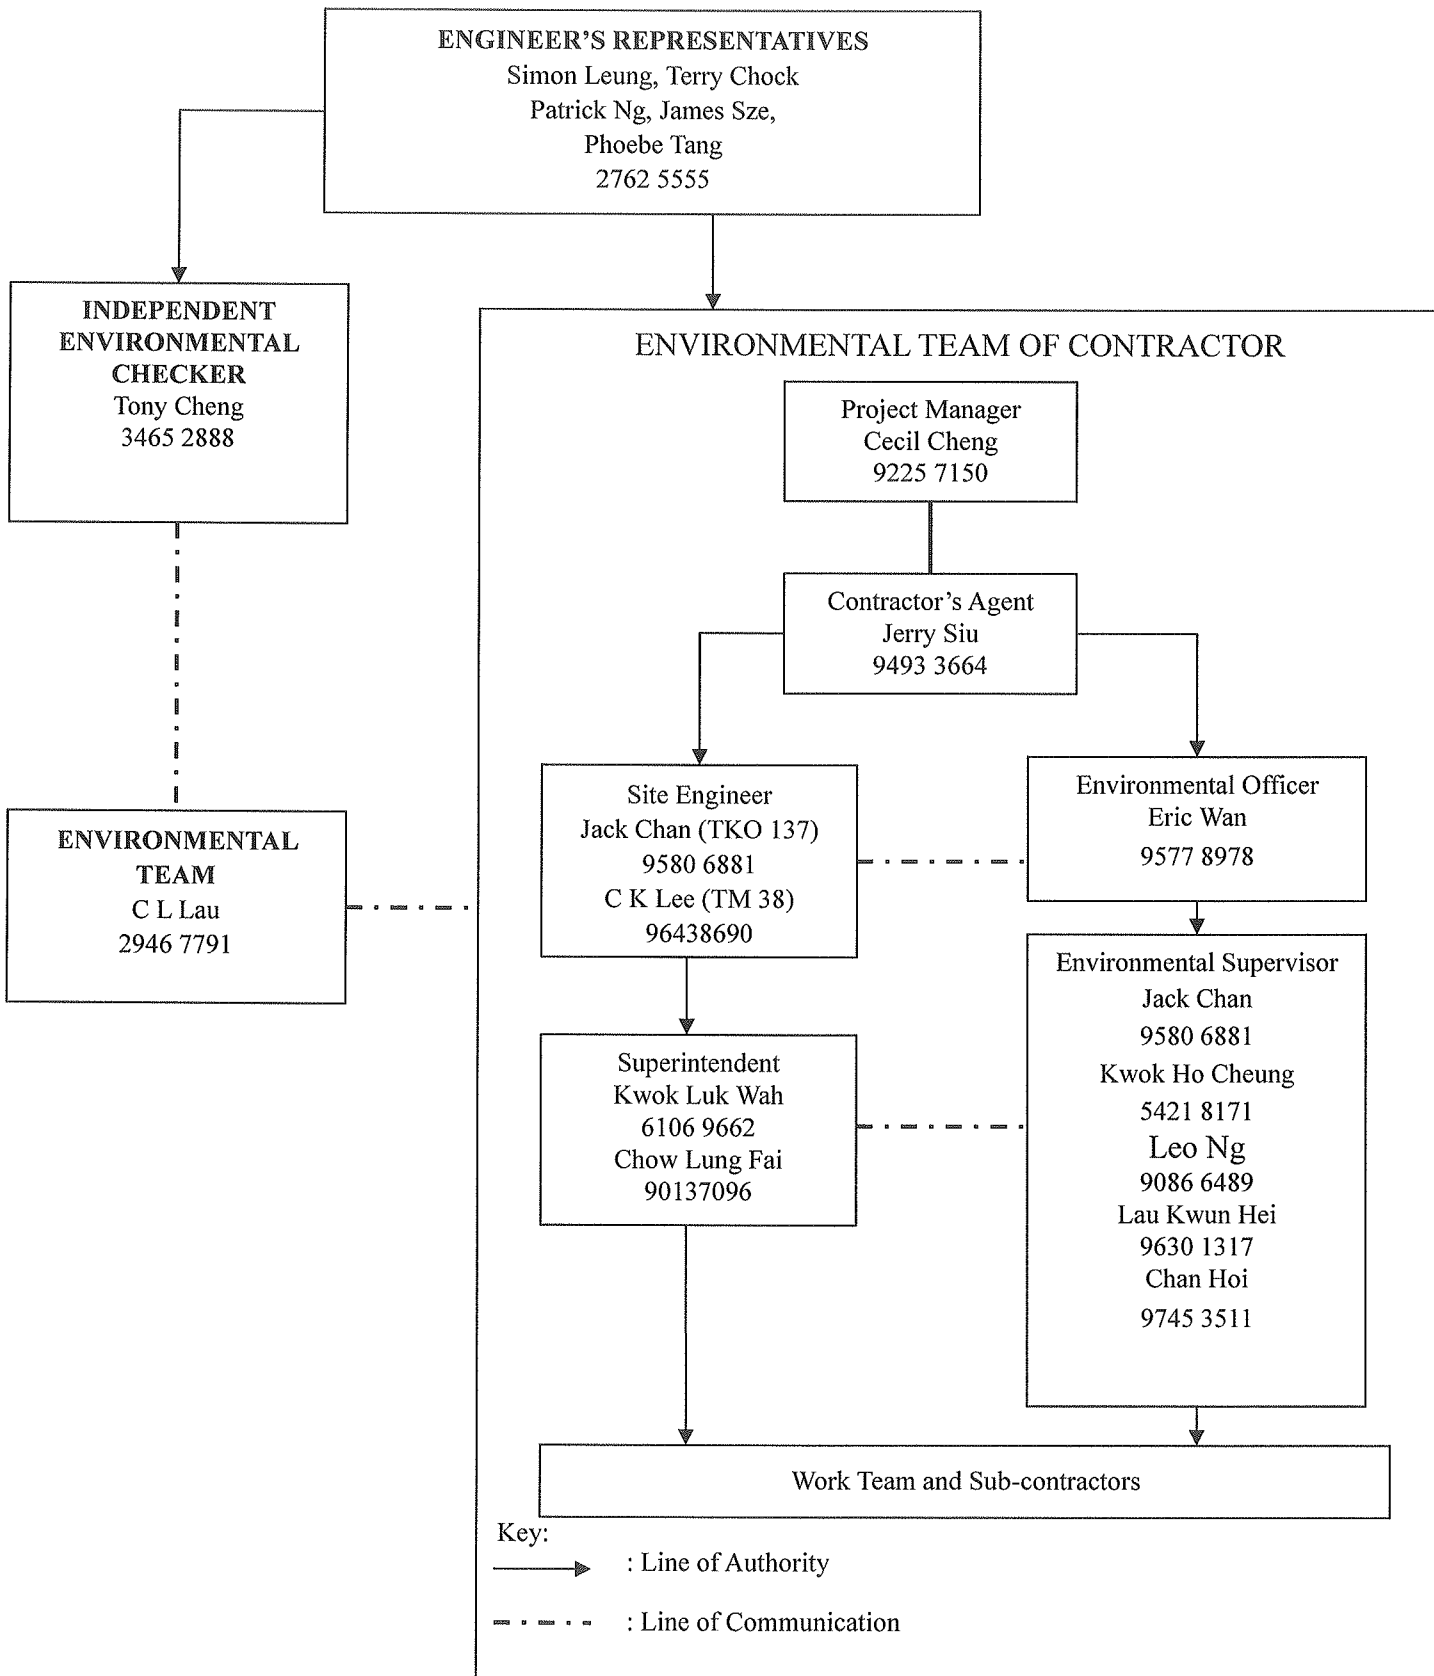 ENGINEER'S REPRESENTATIVES
Simon Leung, Terry Chock
Patrick Ng, James Sze,
Phoebe Tang
2762 5555
INDEPENDENT
ENVIRONMENTAL
CHECKER
Tony Cheng
3465 2888
ENVIRONMENTAL
TEAM
C L Lau
2946 7791
ENVIRONMENTAL TEAM OF CONTRACTOR
Project Manager
Cecil Cheng
9225 7150
Contractor's Agent
Jerry Siu
9493 3664
Site Engineer
Jack Chan (TKO 137)
9580 6881
C K Lee (TM 38)
96438690
Environmental Officer
Eric Wan
9577 8978
Superintendent
Kwok Luk Wah
6106 9662
Chow Lung Fai
90137096
Environmental Supervisor
Jack Chan
9580 6881
Kwok Ho Cheung
5421 8171
Leo Ng
9086 6489
Lau Kwun Hei
9630 1317
Chan Hoi
9745 3511
Work Team and Sub-contractors
Key:
: Line of Authority
: Line of Communication